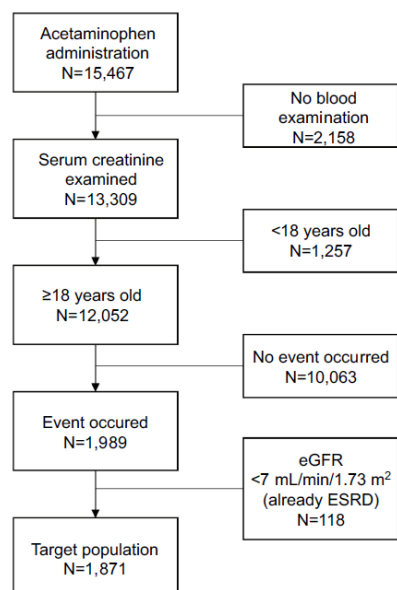 Acetaminophen
administration
N=15,467
No blood
examination
N=2,158
Serum creatinine
examined
N=13,309
<18 years old
N=1,257
≥18 years old
N=12,052
No event occurred
N=10,063
Event occured
N=1,989
eGFR
<7 mL/min/1.73 m²
(already ESRD)
N=118
Target population
N=1,871